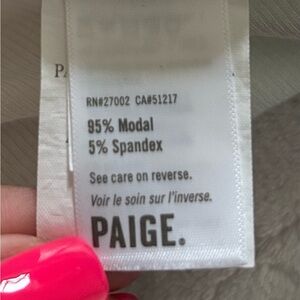 RN#27002 CA#51217
95% Modal
5% Spandex
See care on reverse.
Voir le soin sur l'inverse.
PAIGE.